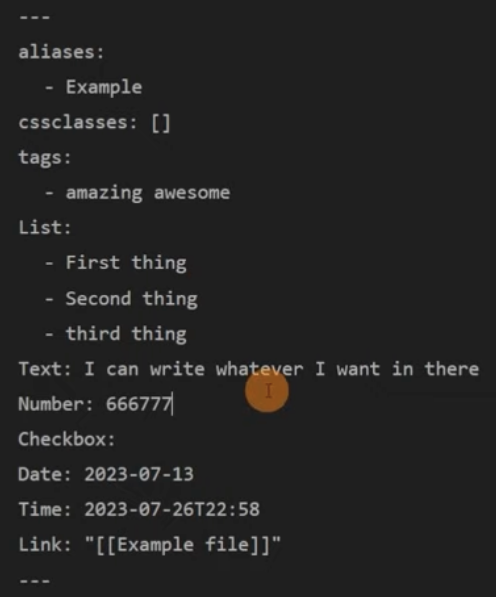 ---
aliases:
  - Example
cssclasses: []
tags:
  - amazing awesome
List:
  - First thing
  - Second thing
  - third thing
Text: I can write whatever I want in there
Number: 666777
Checkbox:
Date: 2023-07-13
Time: 2023-07-26T22:58
Link: "[[Example file]]"
---